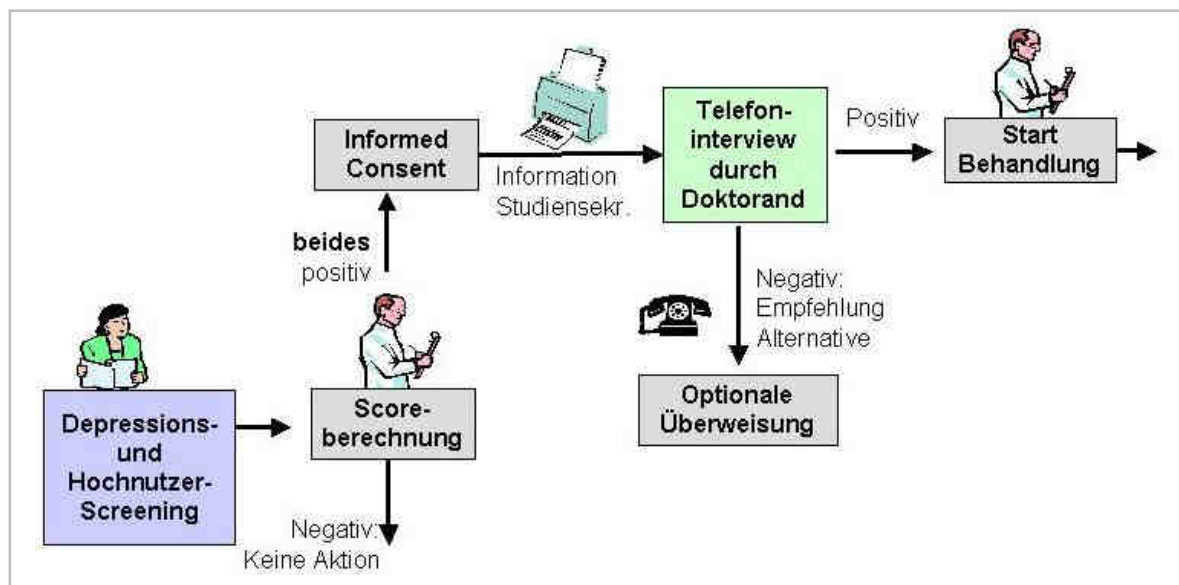 Depressions-
und
Hochnutzer-
Screening
Score-
berechnung
Negativ:
Keine Aktion
beides
positiv
Informed
Consent
Information
Studiensekr.
Telefon-
interview
durch
Doktorand
Positiv
Start
Behandlung
Negativ:
Empfehlung
Alternative
Optionale
Überweisung